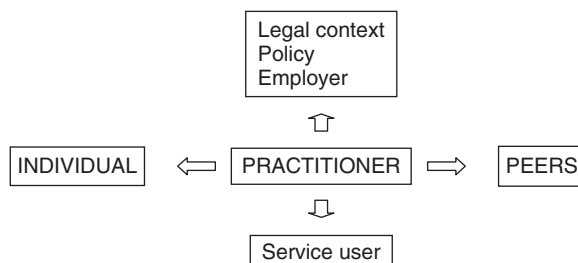 Legal context
Policy
Employer
INDIVIDUAL
PRACTITIONER
PEERS
Service user